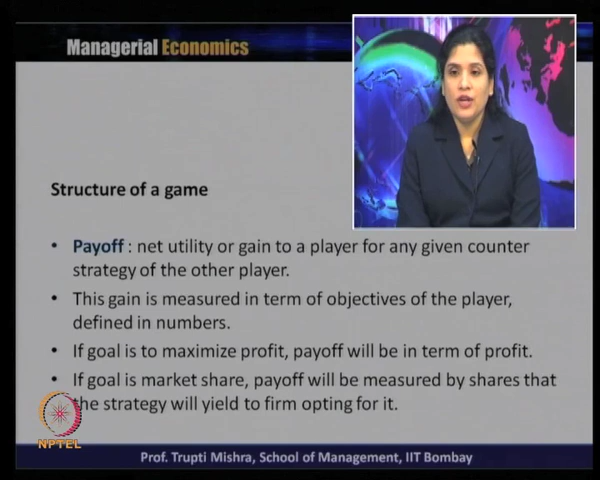 Managerial Economics
Structure of a game
• Payoff : net utility or gain to a player for any given counter
strategy of the other player.
• This gain is measured in term of objectives of the player,
defined in numbers.
• If goal is to maximize profit, payoff will be in term of profit.
• If goal is market share, payoff will be measured by shares that
the strategy will yield to firm opting for it.
NPTEL
Prof. Trupti Mishra, School of Management, IIT Bombay